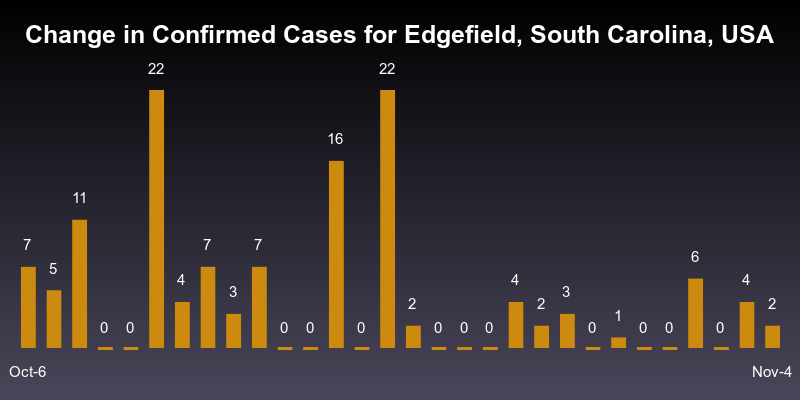 Change in Confirmed Cases for Edgefield, South Carolina, USA
7 5 11 0 0 22 4 7 3 7 0 0 16 0 22 2 0 0 0 4 2 3 0 1 0 0 6 0 4 2
Oct-6 Nov-4